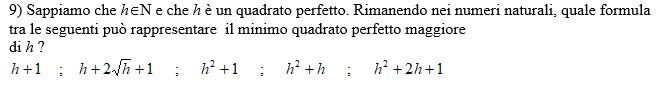 9) Sappiamo che h∈N e che h è un quadrato perfetto. Rimanendo nei numeri naturali, quale formula
tra le seguenti può rappresentare il minimo quadrato perfetto maggiore
di h ?
h+1 ; h+2√h+1 ; h²+1 ; h²+h ; h²+2h+1